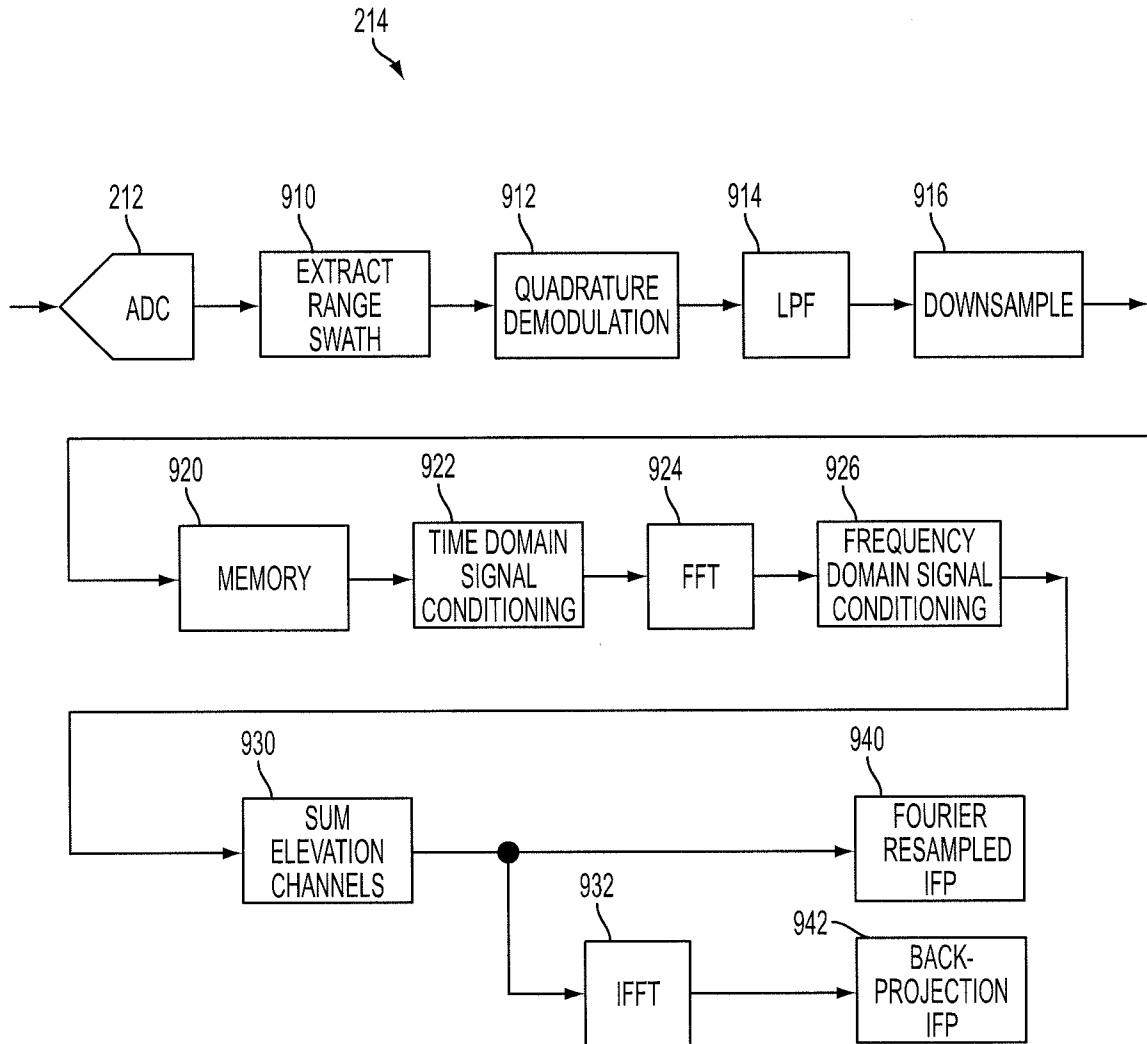 214
212
910
912
914
916
ADC
EXTRACT
RANGE
SWATH
QUADRATURE
DEMODULATION
LPF
DOWNSAMPLE
920
922
924
926
MEMORY
TIME DOMAIN
SIGNAL
CONDITIONING
FFT
FREQUENCY
DOMAIN SIGNAL
CONDITIONING
930
940
SUM
ELEVATION
CHANNELS
FOURIER
RESAMPLED
IFP
932
942
IFFT
BACK-
PROJECTION
IFP